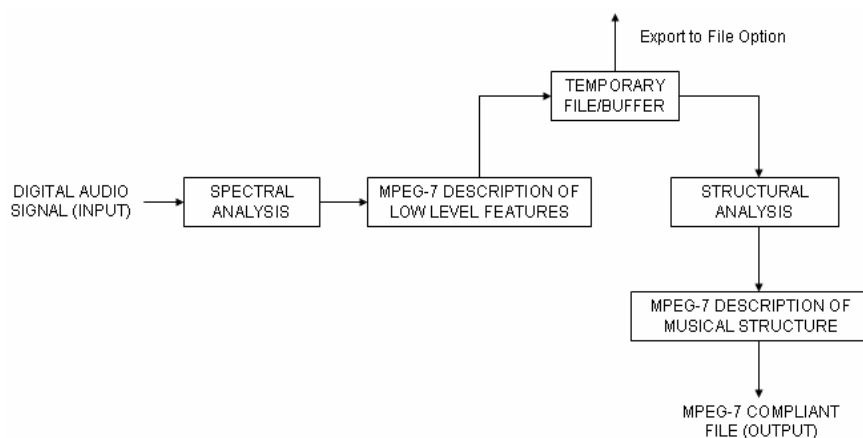 Export to File Option
TEMPORARY
FILE/BUFFER
DIGITAL AUDIO
SIGNAL (INPUT)
SPECTRAL
ANALYSIS
MPEG-7 DESCRIPTION OF
LOW LEVEL FEATURES
STRUCTURAL
ANALYSIS
MPEG-7 DESCRIPTION OF
MUSICAL STRUCTURE
MPEG-7 COMPLIANT
FILE (OUTPUT)